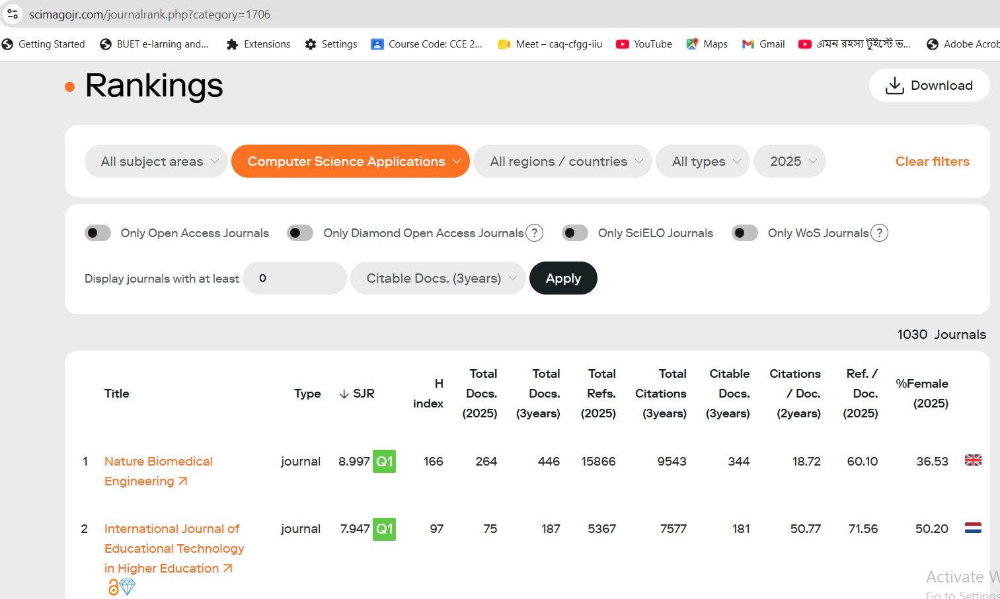 scimagojr.com/journalrank.php?category=1706
Getting Started BUET e-larning and... Extensions Settings Course Code: CCE 2... Meet – caq-cfgg-iiu YouTube Maps Gmail এমন রহস্য টুইস্টে ভ... Adobe Acrob
Rankings
Download
All subject areas Computer Science Applications All regions / countries All types 2025 Clear filters
Only Open Access Journals Only Diamond Open Access Journals ? Only SciELO Journals Only WoS Journals ?
Display journals with at least 0 Citable Docs. (3years) Apply
1030 Journals
Title Type SJR H index Total Docs. (2025) Total Docs. (3years) Total Refs. (2025) Total Citations (3years) Citable Docs. (3years) Citations / Doc. (2years) Ref. / Doc. (2025) %Female (2025)
1 Nature Biomedical Engineering journal 8.997 Q1 166 264 446 15866 9543 344 18.72 60.10 36.53
2 International Journal of Educational Technology in Higher Education journal 7.947 Q1 97 75 187 5367 7577 181 50.77 71.56 50.20
Activate W
Go to Settings